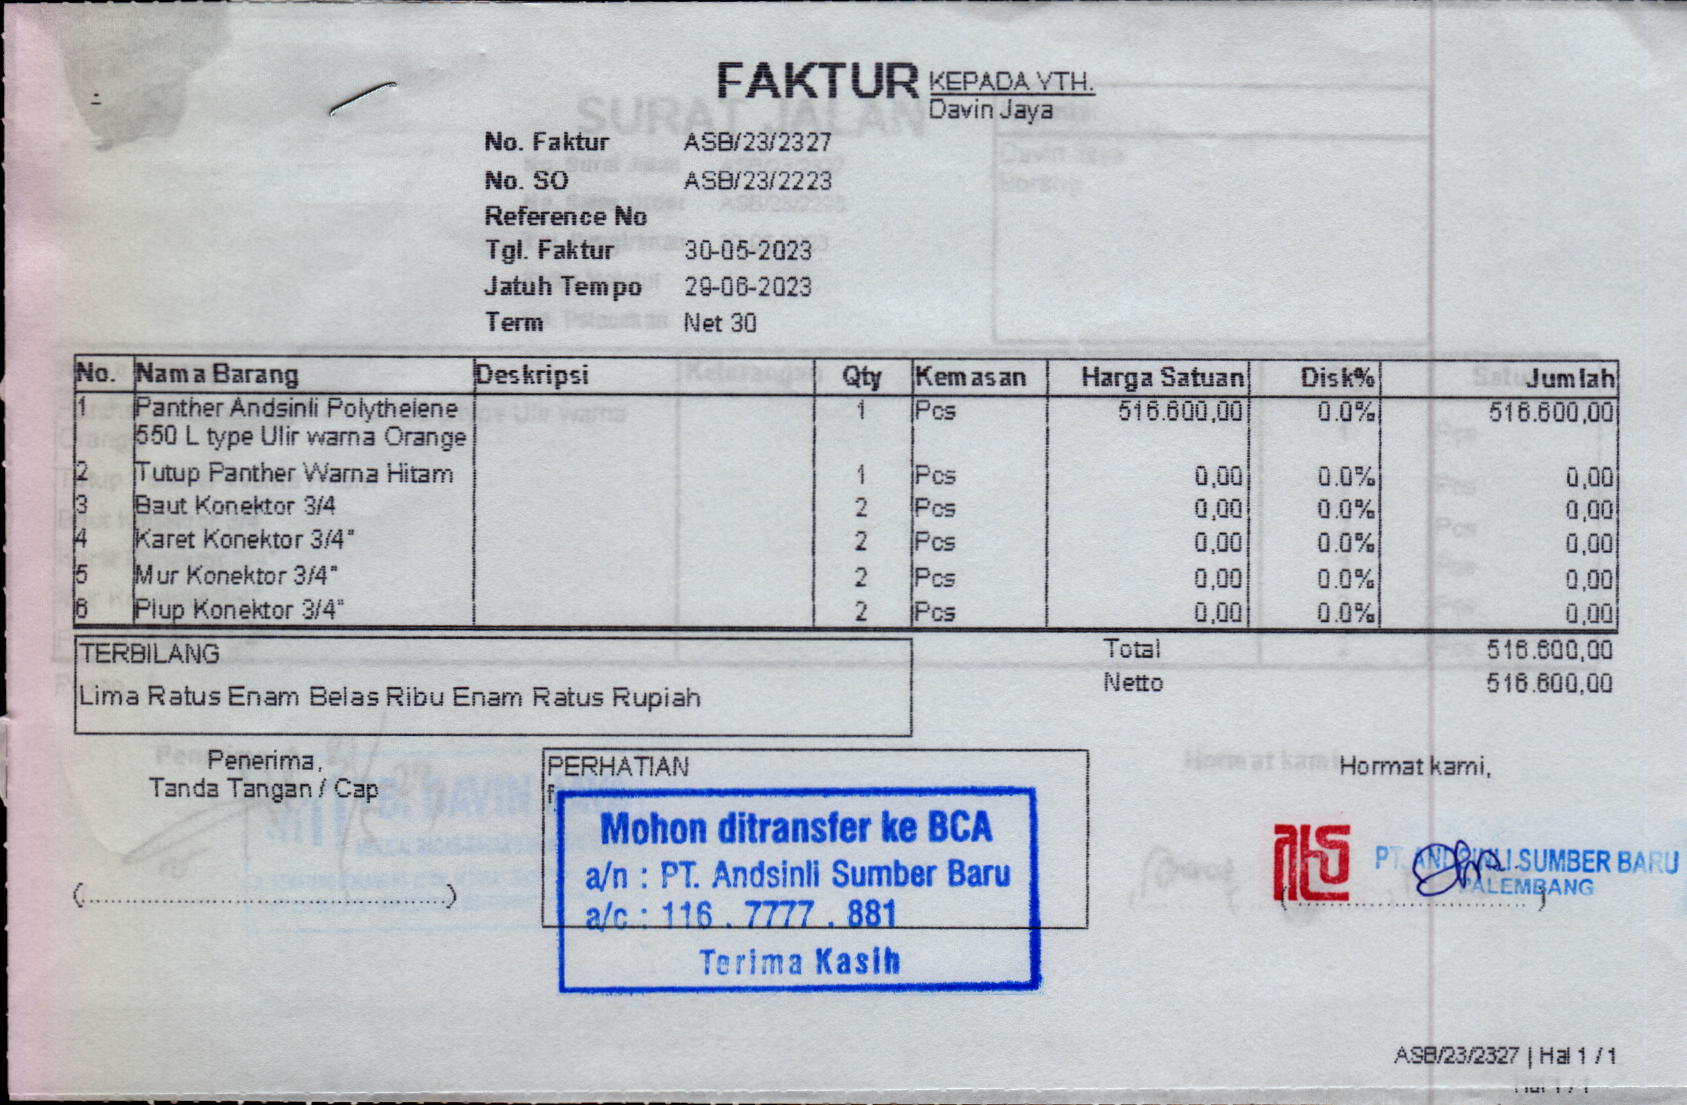 FAKTUR
KEPADA YTH.
Davin Jaya
No. Faktur ASB/23/2327
No. SO ASB/23/2223
Reference No
Tgl. Faktur 30-05-2023
Jatuh Tempo 29-06-2023
Term Net 30
No. Nama Barang Deskripsi Qty Kemasan Harga Satuan Disk% Jumlah
1 Panther Andsinli Polythelene 1 Pcs 516.600,00 0.0% 516.600,00
550 L type Ulir warna Orange
2 Tutup Panther Warna Hitam 1 Pcs 0,00 0.0% 0,00
3 Baut Konektor 3/4 2 Pcs 0,00 0.0% 0,00
4 Karet Konektor 3/4" 2 Pcs 0,00 0.0% 0,00
5 Mur Konektor 3/4" 2 Pcs 0,00 0.0% 0,00
6 Plup Konektor 3/4" 2 Pcs 0,00 0.0% 0,00
TERBILANG
Lima Ratus Enam Belas Ribu Enam Ratus Rupiah
Total 516.600,00
Netto 516.600,00
Penerima,
Tanda Tangan / Cap
(........................................)
PERHATIAN
Mohon ditransfer ke BCA
a/n : PT. Andsinli Sumber Baru
a/c : 116 . 7777 . 881
Terima Kasih
Hormat kami,
PT. ANDSINLI SUMBER BARU
PALEMBANG
ASB/23/2327 | Hal 1 / 1